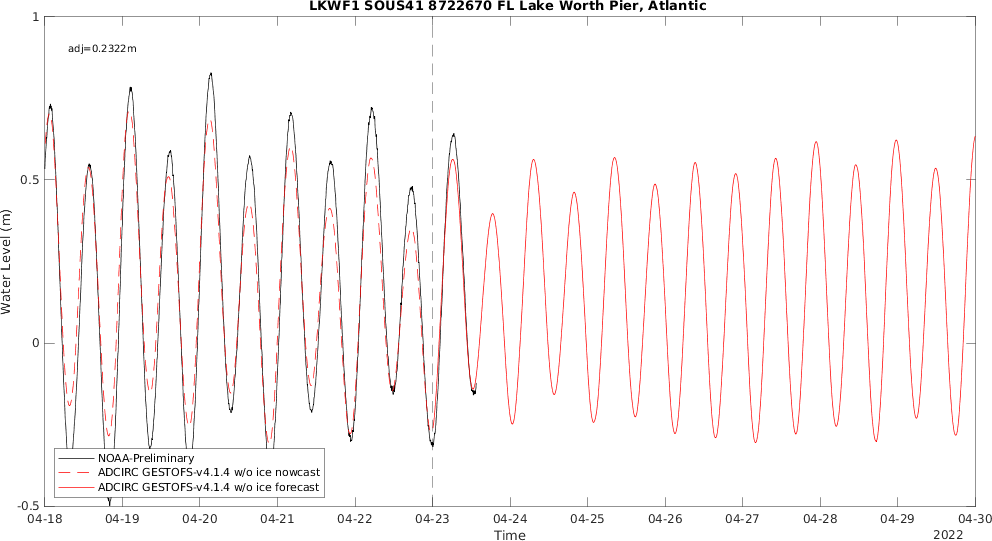 LKWF1 SOUS41 8722670 FL Lake Worth Pier, Atlantic
1
adj=0.2322m
0.5
Water Level (m)
0
NOAA-Preliminary
ADCIRC GESTOFS-v4.1.4 w/o ice nowcast
ADCIRC GESTOFS-v4.1.4 w/o ice forecast
-0.5
04-18 04-19 04-20 04-21 04-22 04-23 04-24 04-25 04-26 04-27 04-28 04-29 04-30
Time
2022